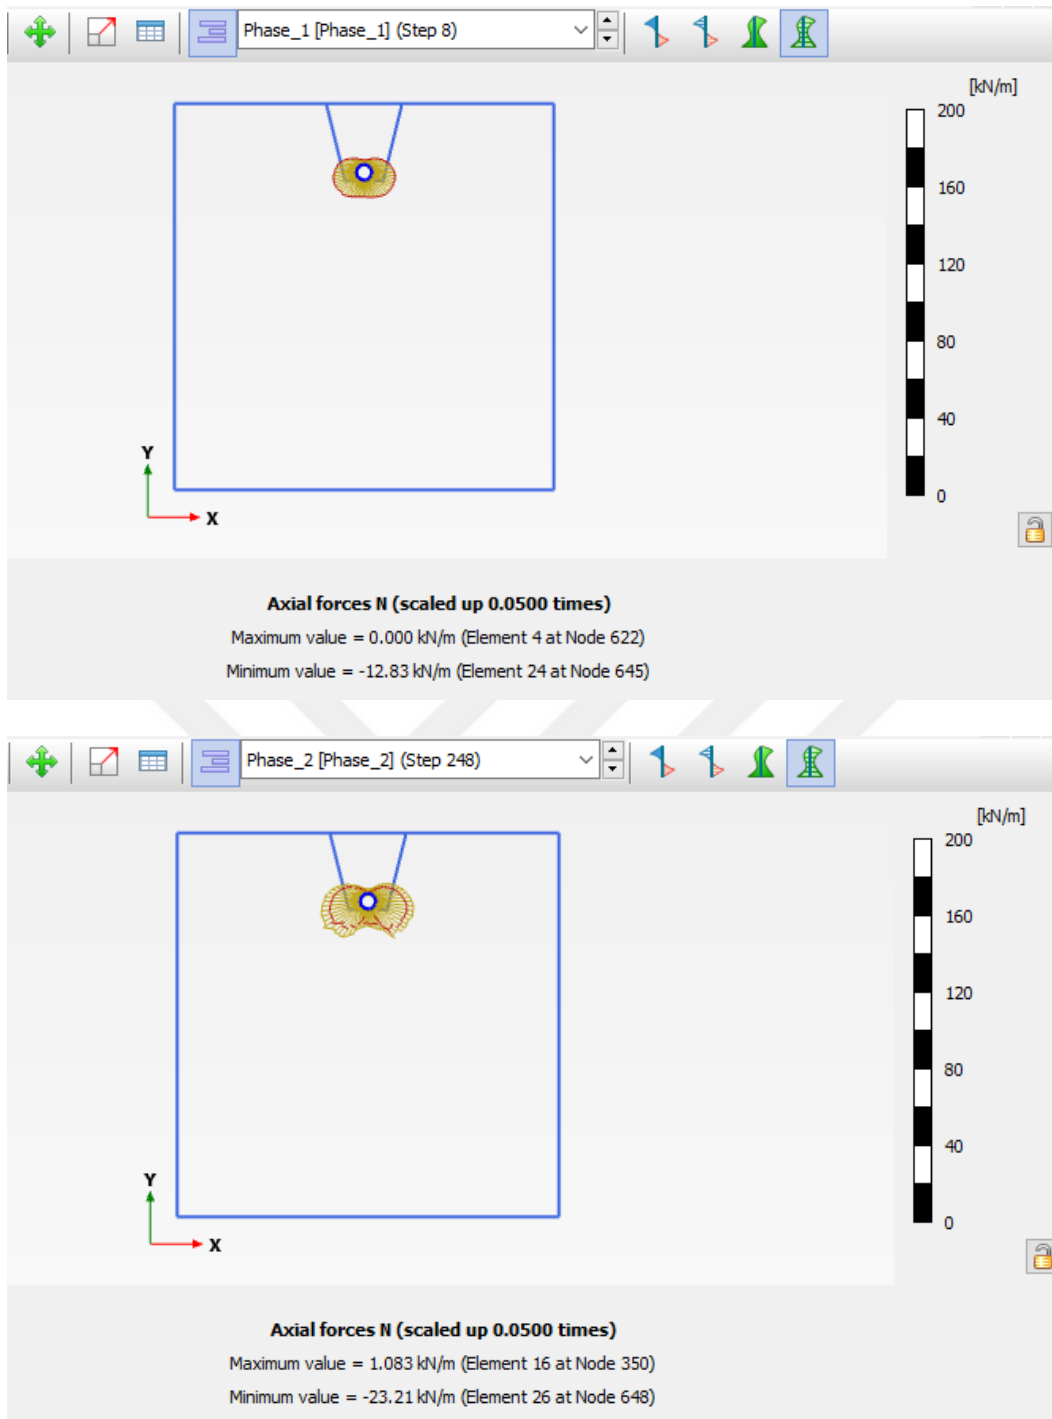 Phase_1 [Phase_1] (Step 8)
[kN/m]
200
160
120
80
40
0
Y
X
Axial forces N (scaled up 0.0500 times)
Maximum value = 0.000 kN/m (Element 4 at Node 622)
Minimum value = -12.83 kN/m (Element 24 at Node 645)
Phase_2 [Phase_2] (Step 248)
[kN/m]
200
160
120
80
40
0
Y
X
Axial forces N (scaled up 0.0500 times)
Maximum value = 1.083 kN/m (Element 16 at Node 350)
Minimum value = -23.21 kN/m (Element 26 at Node 648)